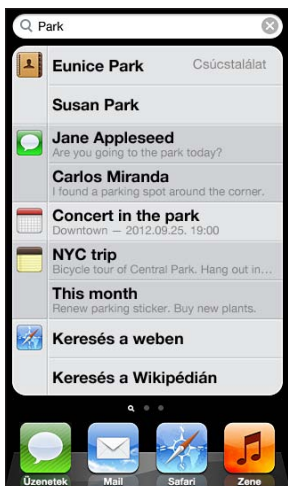 Park
Eunice Park Csúcstalálat
Susan Park
Jane Appleseed
Are you going to the park today?
Carlos Miranda
I found a parking spot around the corner.
Concert in the park
Downtown — 2012.09.25. 19:00
NYC trip
Bicycle tour of Central Park. Hang out in…
This month
Renew parking sticker. Buy new plants.
Keresés a weben
Keresés a Wikipédián
Üzenetek Mail Safari Zene